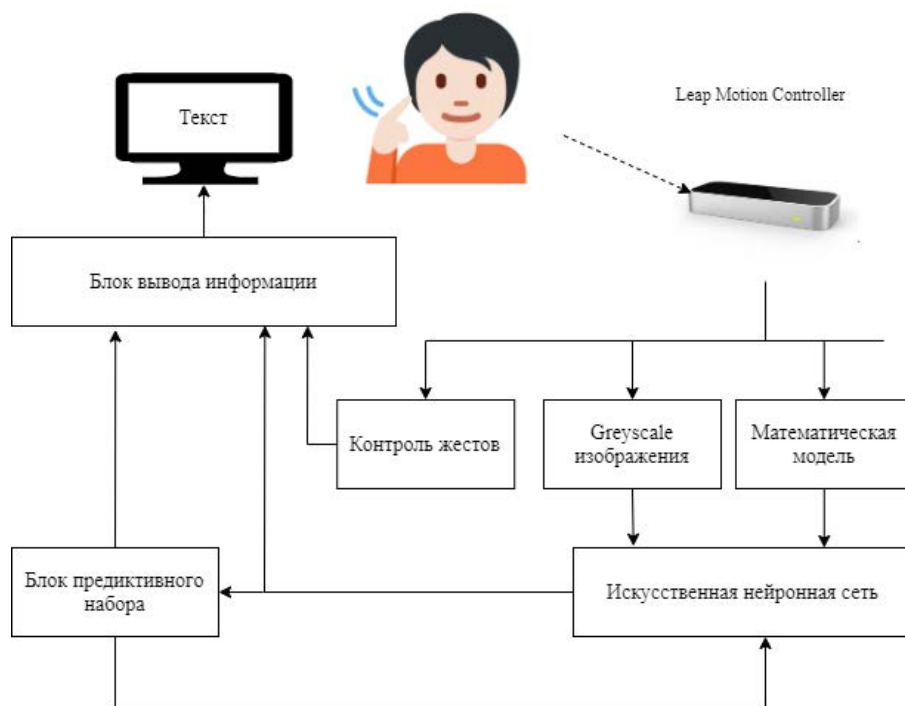 Текст
Leap Motion Controller
Блок вывода информации
Контроль жестов
Greyscale
изображения
Математическая
модель
Блок предиктивного
набора
Искусственная нейронная сеть